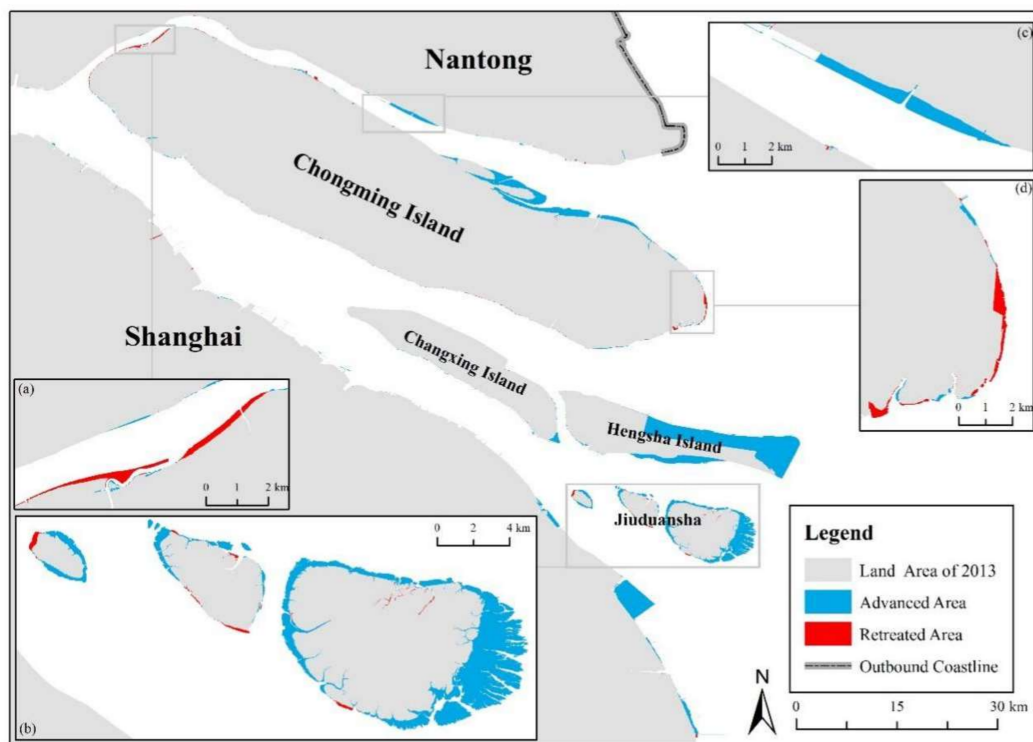 Nantong
(c)
0 1 2 km
Chongming Island
(d)
0 1 2 km
Shanghai
Changxing Island
Hengsha Island
(a)
0 1 2 km
Jiuduansha
(b)
0 2 4 km
Legend
Land Area of 2013
Advanced Area
Retreated Area
Outbound Coastline
N
0 15 30 km